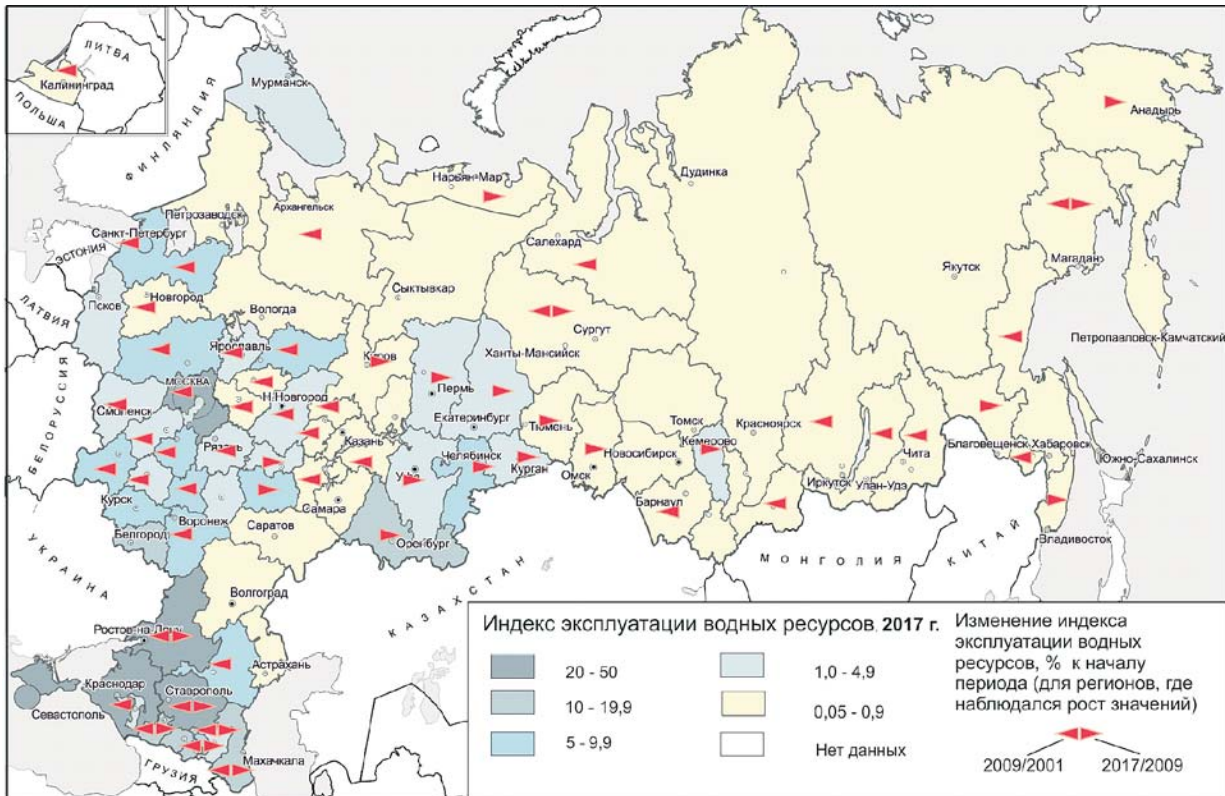 ЛИТВА
Калининград
ПОЛЬША
ФИНЛЯНДИЯ
Мурманск
Анадырь
Нарьян-Мар
Дудинка
Архангельск
Петрозаводск
Санкт-Петербург
ЭСТОНИЯ
Салехард
Якутск
Магадан
Псков
Новгород
Вологда
Сыктывкар
Сургут
ЛАТВИЯ
Ярославль
Киров
Ханты-Мансийск
Петропавловск-Камчатский
МОСКВА
Пермь
Смоленск
Н.Новгород
Екатеринбург
Тюмень
Томск
Красноярск
БЕЛОРУССИЯ
Рязань
Казань
Челябинск
Курган
Омск
Новосибирск
Кемерово
Благовещенск
Хабаровск
Уфа
Чита
Южно-Сахалинск
Курск
Самара
Барнаул
Иркутск
Улан-Удэ
Воронеж
Саратов
Оренбург
Белгород
Владивосток
УКРАИНА
МОНГОЛИЯ
КИТАЙ
КАЗАХСТАН
Волгоград
Ростов-на-Дону
Астрахань
Краснодар
Ставрополь
Севастополь
Махачкала
ГРУЗИЯ
Индекс эксплуатации водных ресурсов, 2017 г.
20 - 50
10 - 19,9
5 - 9,9
1,0 - 4,9
0,05 - 0,9
Нет данных
Изменение индекса
эксплуатации водных
ресурсов, % к началу
периода (для регионов, где
наблюдался рост значений)
2009/2001
2017/2009